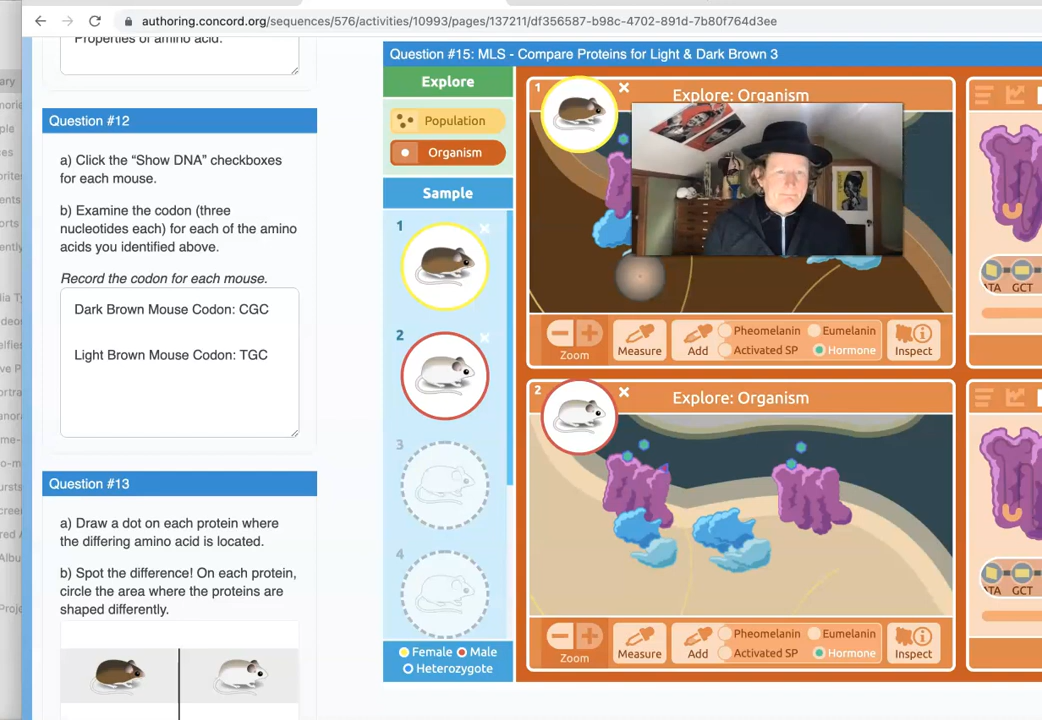 authoring.concord.org/sequences/576/activities/10993/pages/137211/df356587-b98c-4702-891d-7b80f764d3ee
Properties of amino acid.
Question #12
a) Click the “Show DNA” checkboxes
for each mouse.
b) Examine the codon (three
nucleotides each) for each of the amino
acids you identified above.
Record the codon for each mouse.
Dark Brown Mouse Codon: CGC
Light Brown Mouse Codon: TGC
Question #13
a) Draw a dot on each protein where
the differing amino acid is located.
b) Spot the difference! On each protein,
circle the area where the proteins are
shaped differently.
Question #15: MLS - Compare Proteins for Light & Dark Brown 3
Explore
Population
Organism
Sample
1
2
3
4
Female Male
Heterozygote
1
Explore: Organism
Zoom
Measure
Add
Pheomelanin Eumelanin
Activated SP Hormone
Inspect
2
Explore: Organism
Zoom
Measure
Add
Pheomelanin Eumelanin
Activated SP Hormone
Inspect
GCT
GCT